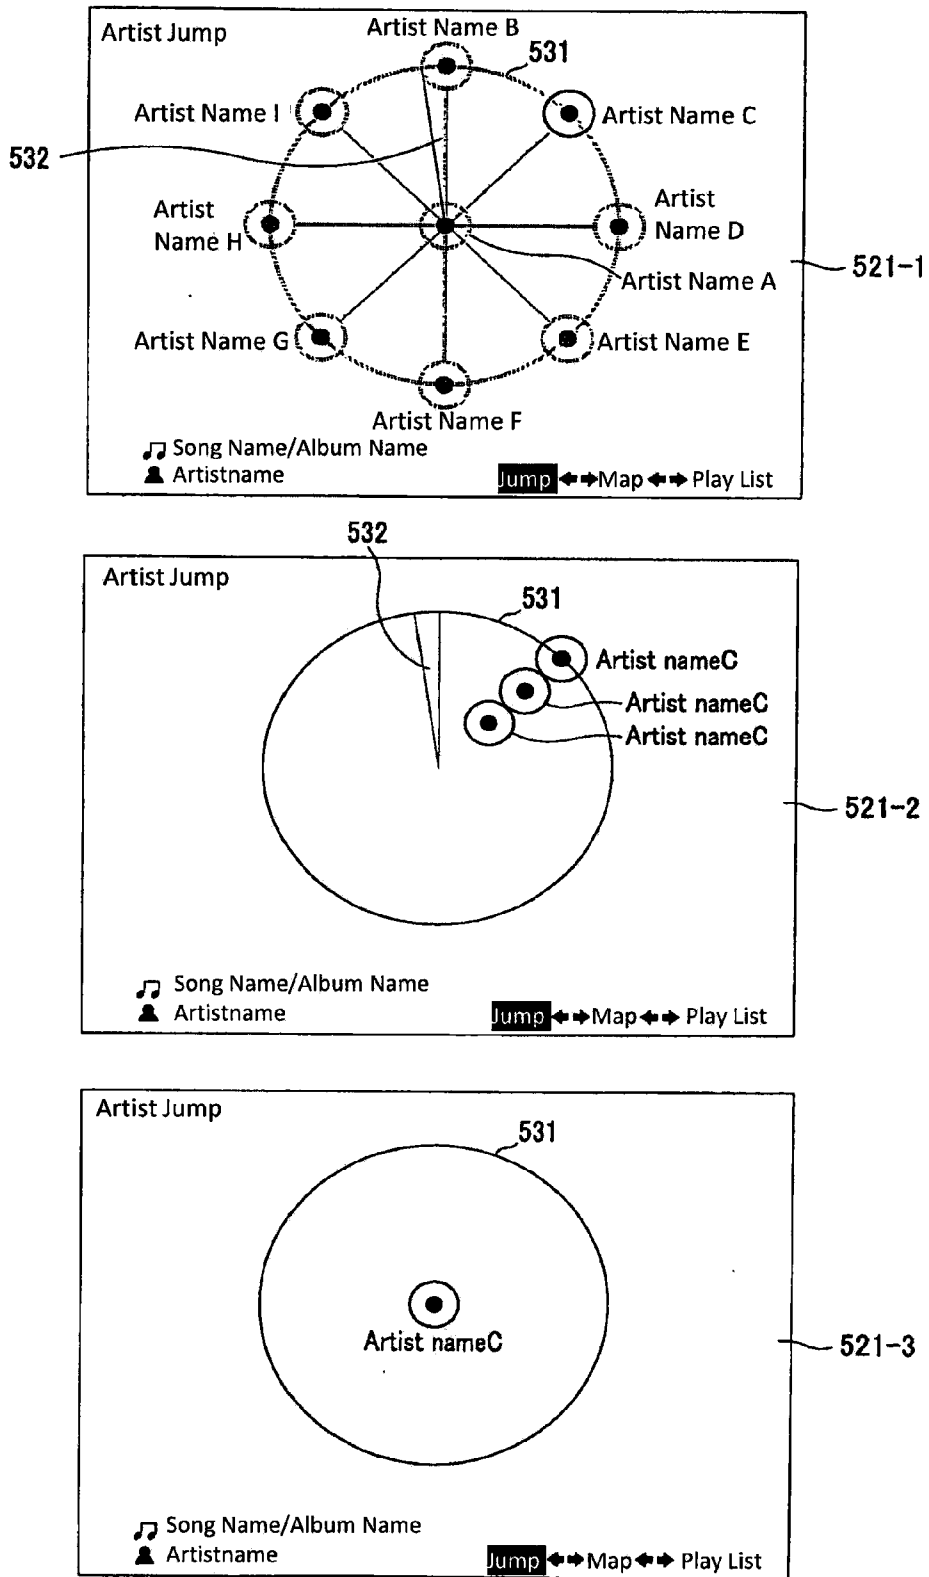 Artist Jump
Artist Name B
531
Artist Name I
Artist Name C
532
Artist
Name H
Artist
Name D
521-1
Artist Name A
Artist Name G
Artist Name E
Artist Name F
Song Name/Album Name
Artistname
Jump Map Play List
532
Artist Jump
531
Artist nameC
Artist nameC
Artist nameC
521-2
Song Name/Album Name
Artistname
Jump Map Play List
Artist Jump
531
Artist nameC
521-3
Song Name/Album Name
Artistname
Jump Map Play List